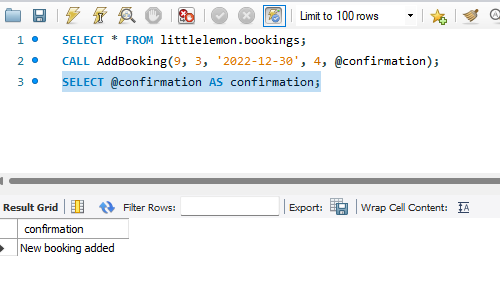 Limit to 100 rows
1 SELECT * FROM littlelemon.bookings;
2 CALL AddBooking(9, 3, '2022-12-30', 4, @confirmation);
3 SELECT @confirmation AS confirmation;
Result Grid Filter Rows: Export: Wrap Cell Content: IA
confirmation
New booking added